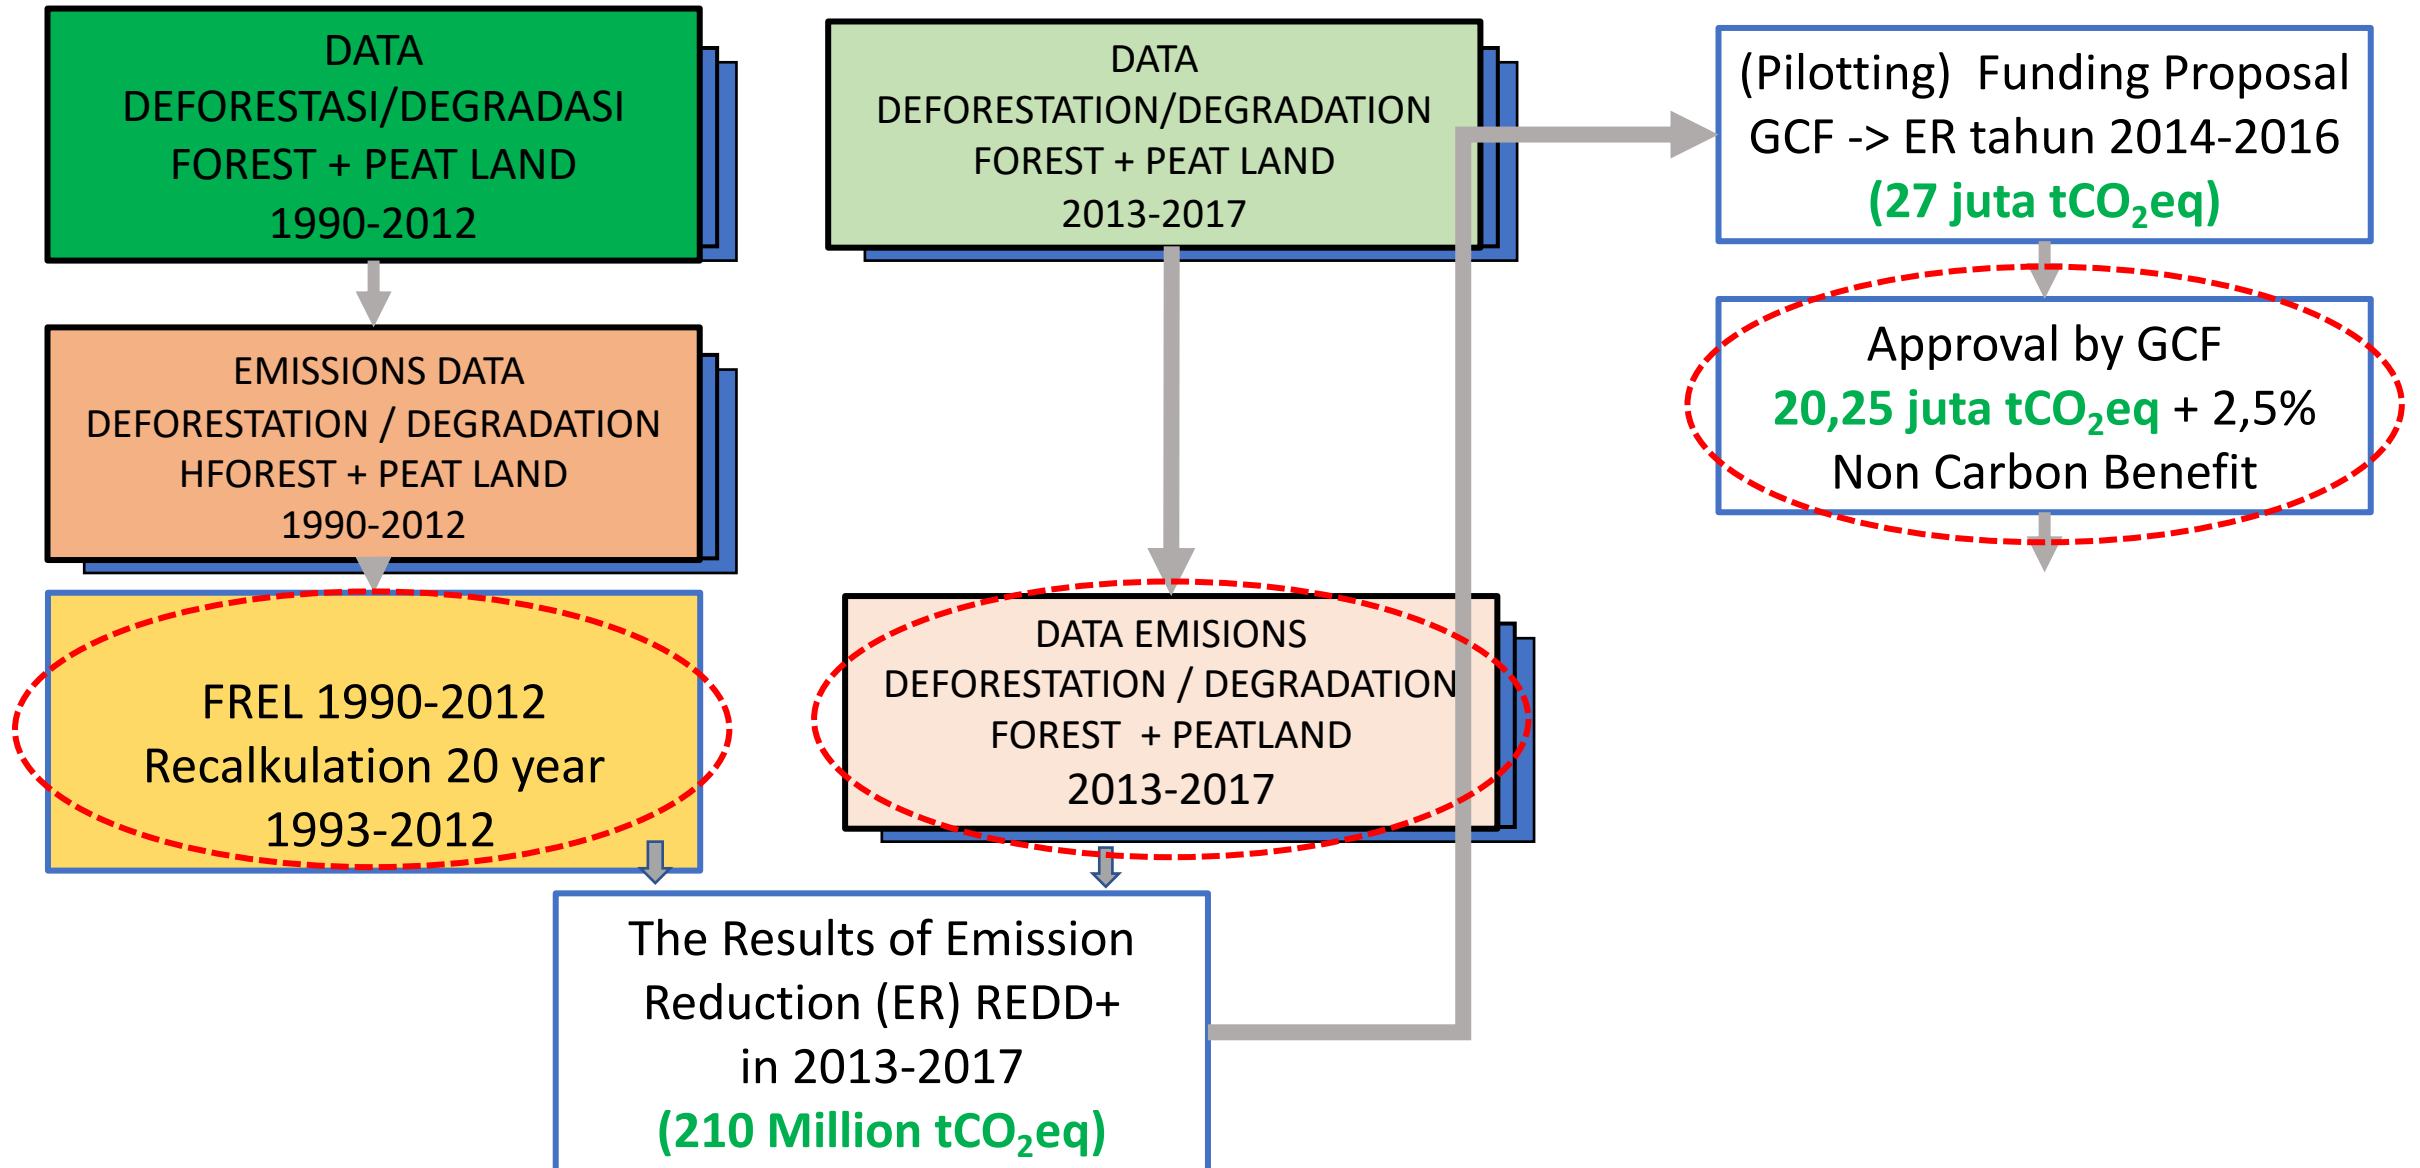 DATA
DEFORESTASI/DEGRADASI
FOREST + PEAT LAND
1990-2012
EMISSIONS DATA
DEFORESTATION / DEGRADATION
HFOREST + PEAT LAND
1990-2012
FREL 1990-2012
Recalkulation 20 year
1993-2012
DATA
DEFORESTATION/DEGRADATION
FOREST + PEAT LAND
2013-2017
DATA EMISIONS
DEFORESTATION / DEGRADATION
FOREST + PEATLAND
2013-2017
The Results of Emission
Reduction (ER) REDD+
in 2013-2017
(210 Million tCO₂eq)
(Pilotting) Funding Proposal
GCF -> ER tahun 2014-2016
(27 juta tCO₂eq)
Approval by GCF
20,25 juta tCO₂eq + 2,5%
Non Carbon Benefit